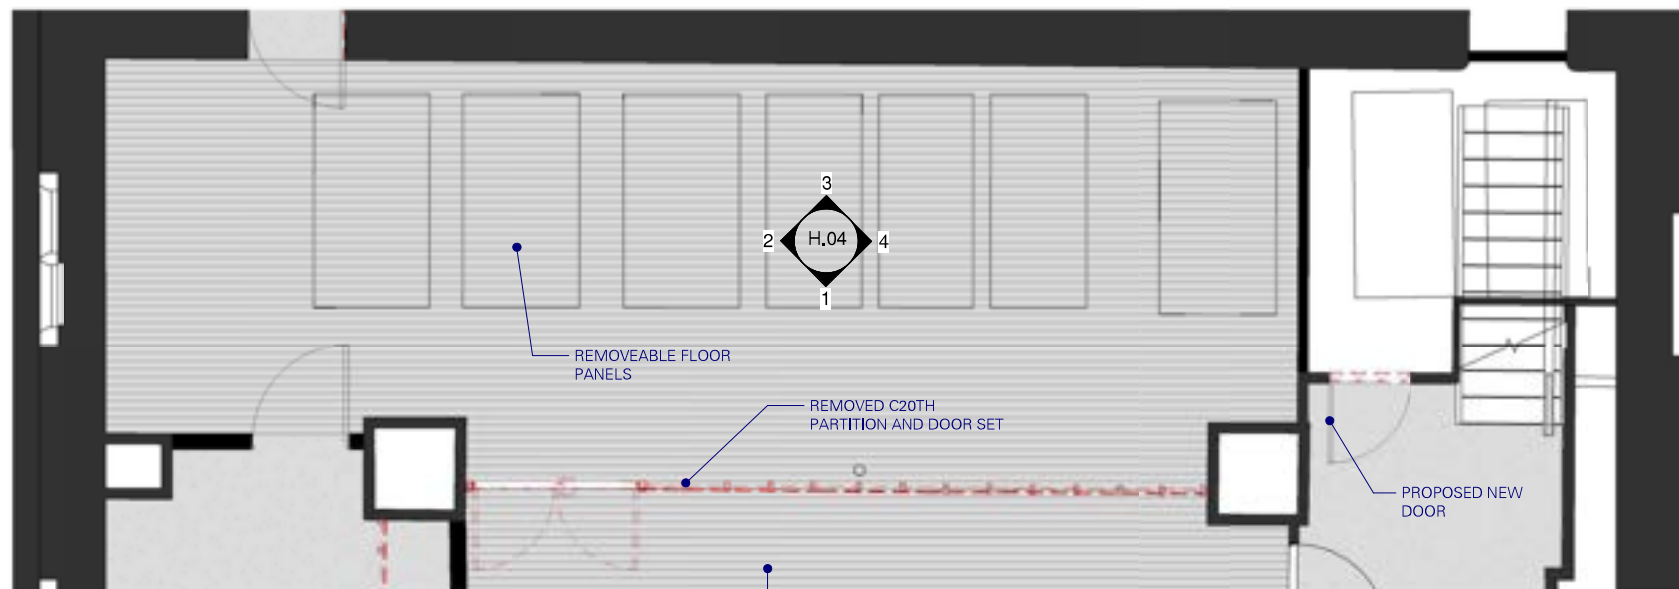 3
2
H.04
4
1
REMOVEABLE FLOOR
PANELS
REMOVED C20TH
PARTITION AND DOOR SET
PROPOSED NEW
DOOR